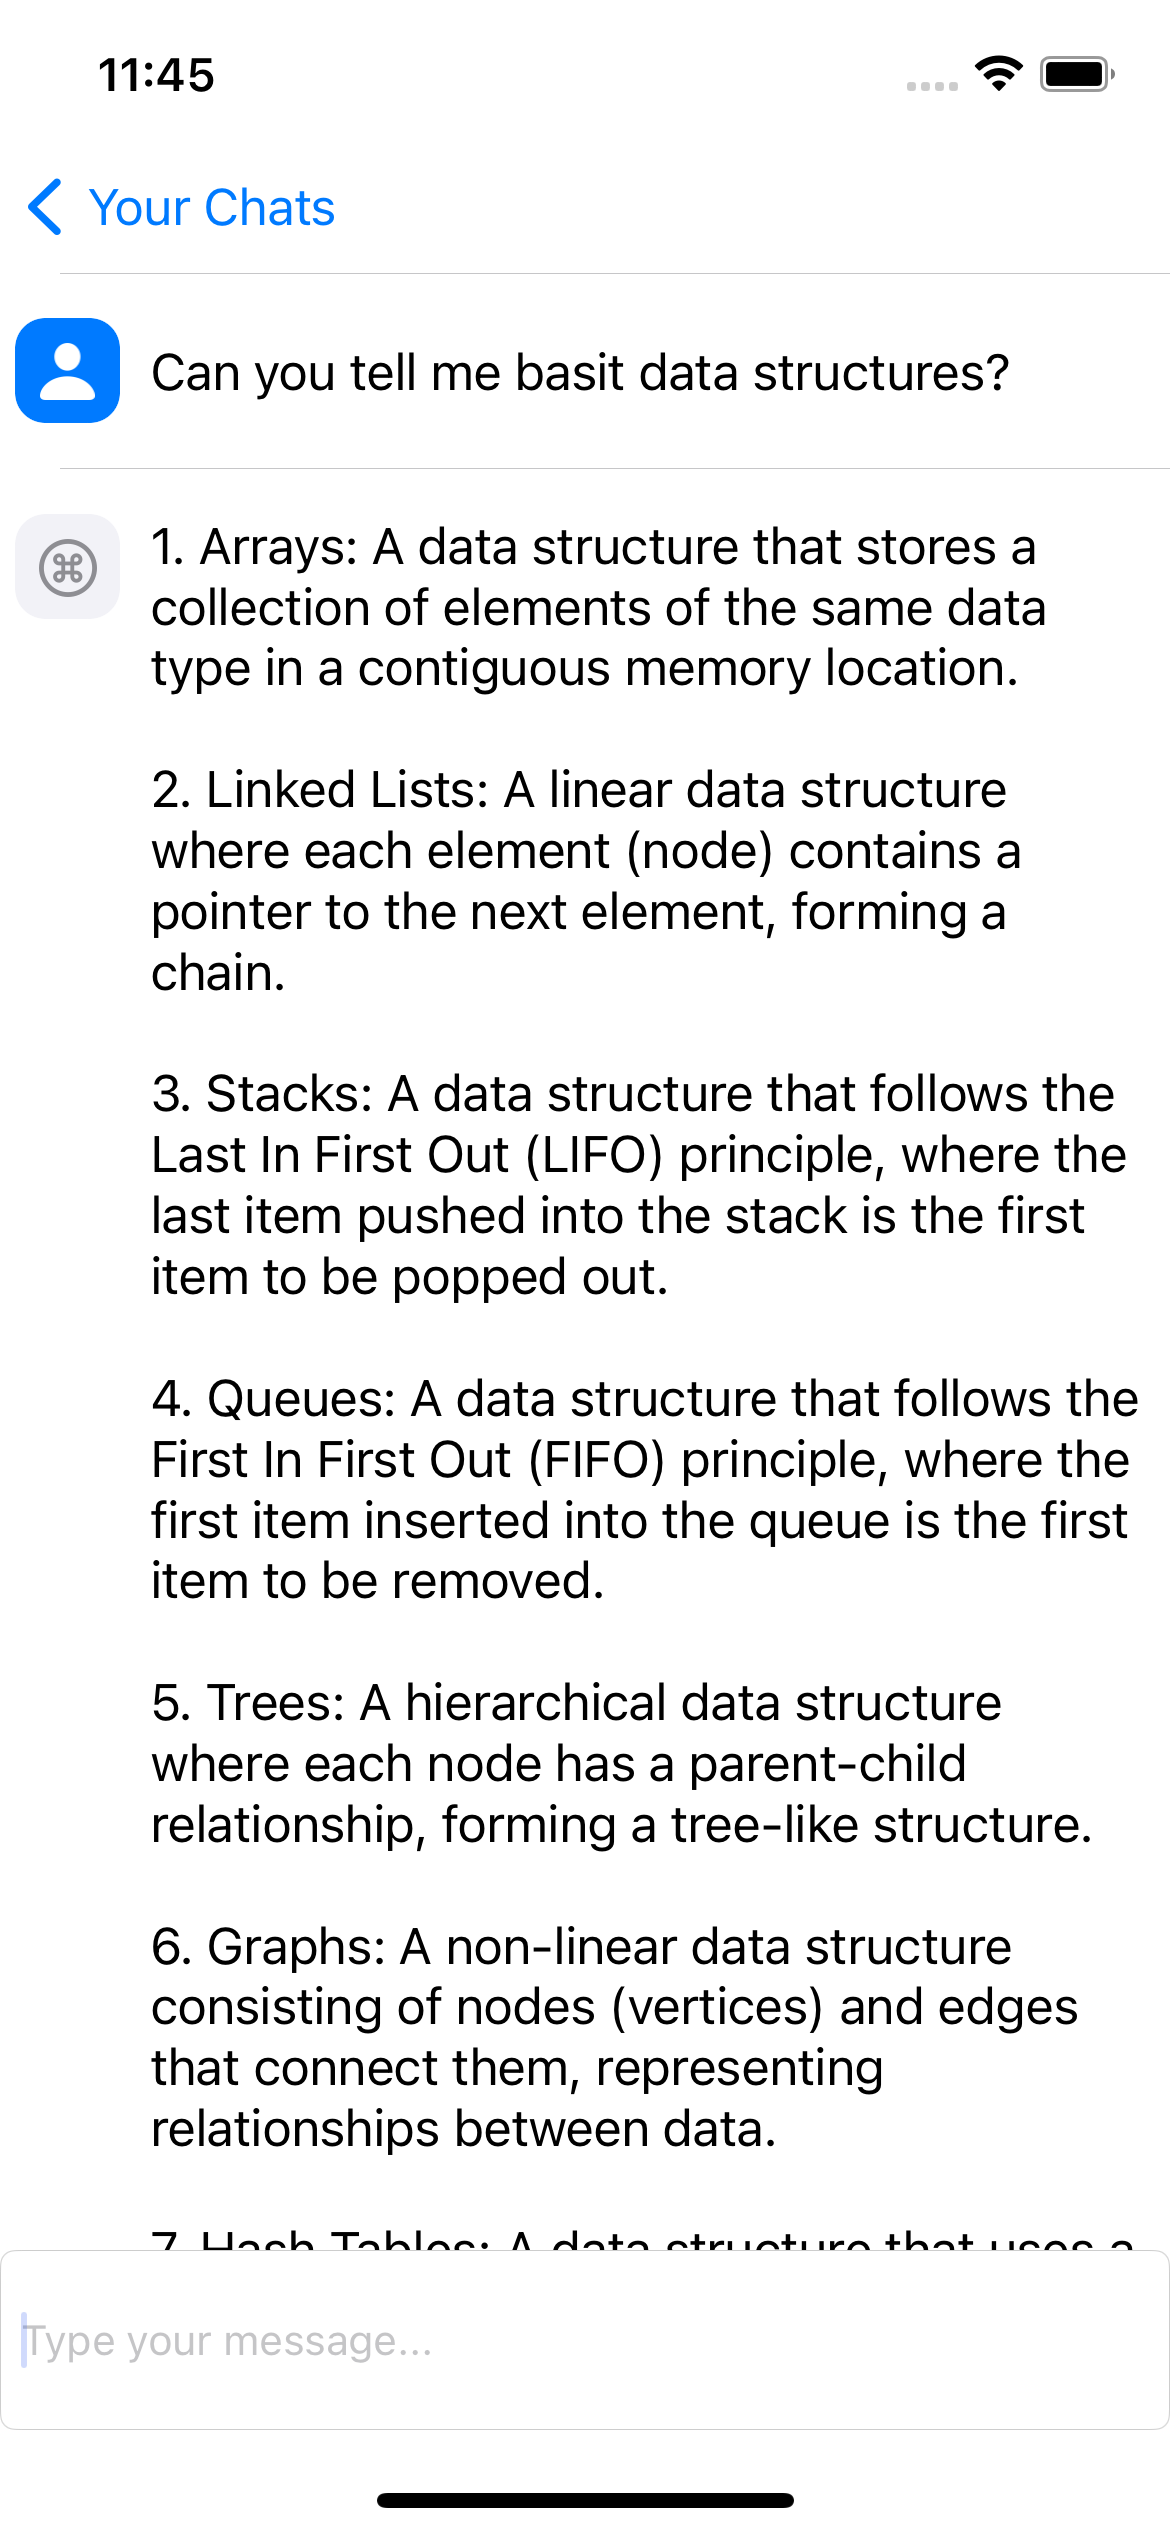 11:45
Your Chats
Can you tell me basit data structures?
1. Arrays: A data structure that stores a
collection of elements of the same data
type in a contiguous memory location.
2. Linked Lists: A linear data structure
where each element (node) contains a
pointer to the next element, forming a
chain.
3. Stacks: A data structure that follows the
Last In First Out (LIFO) principle, where the
last item pushed into the stack is the first
item to be popped out.
4. Queues: A data structure that follows the
First In First Out (FIFO) principle, where the
first item inserted into the queue is the first
item to be removed.
5. Trees: A hierarchical data structure
where each node has a parent-child
relationship, forming a tree-like structure.
6. Graphs: A non-linear data structure
consisting of nodes (vertices) and edges
that connect them, representing
relationships between data.
7. Hash Tables: A data structure that uses a
Type your message...